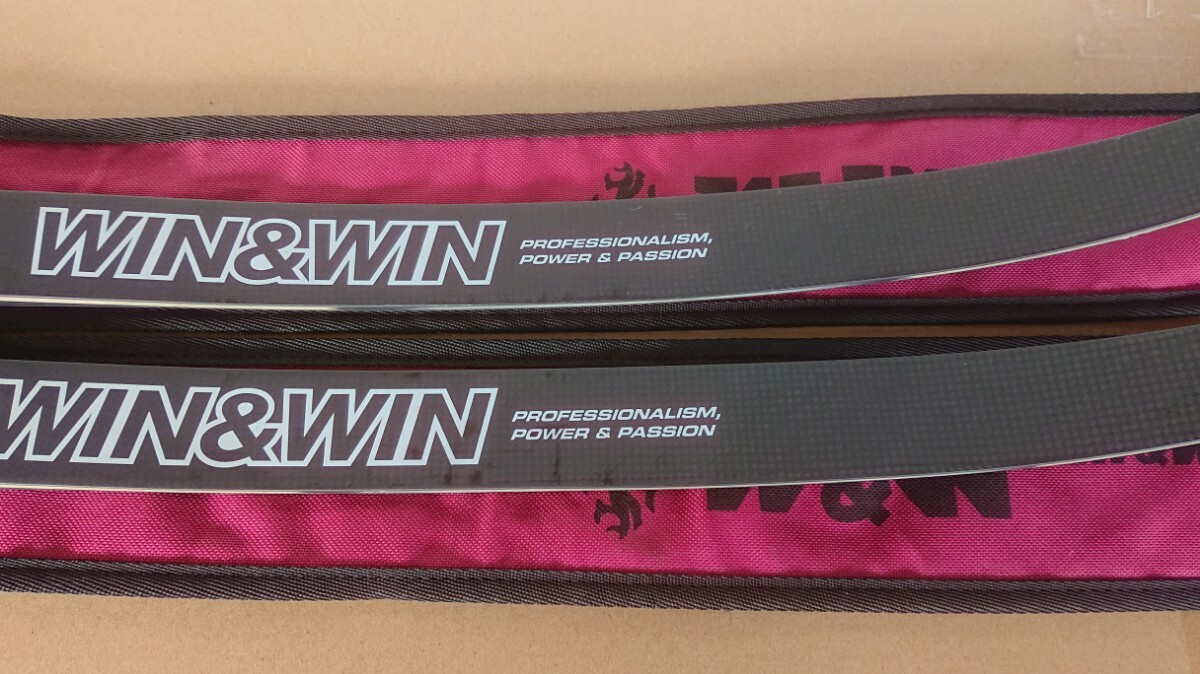 WIN&WIN
PROFESSIONALISM,
POWER & PASSION
WIN&WIN
PROFESSIONALISM,
POWER & PASSION
W&W